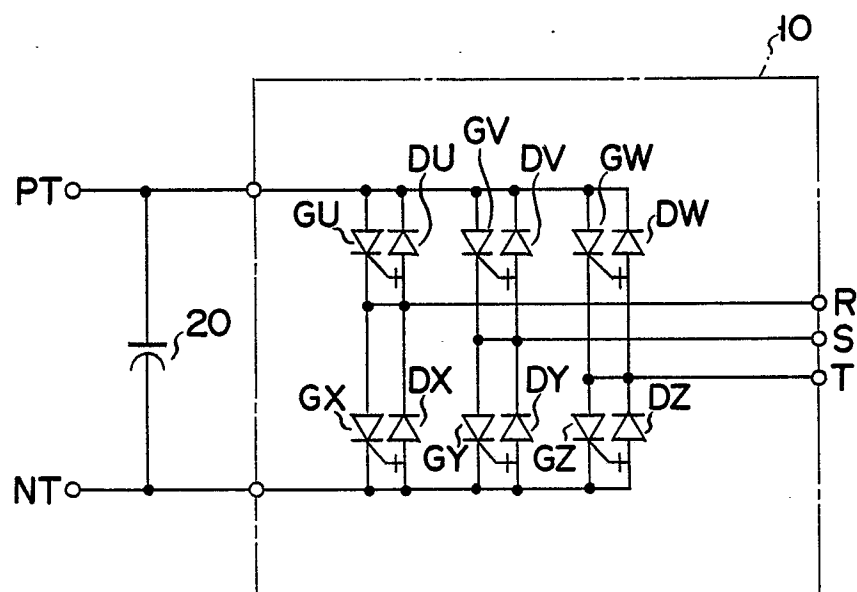 10
GV
DU DV GW
PT
GU DW
R
20 S
T
GX DX DY DZ
GY GZ
NT